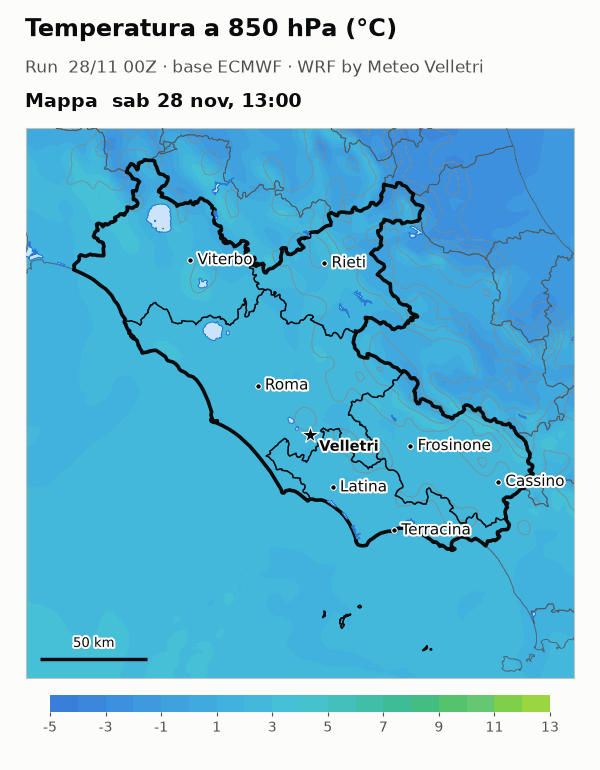 Temperatura a 850 hPa (°C)
Run  28/11 00Z · base ECMWF · WRF by Meteo Velletri
Mappa  sab 28 nov, 13:00
Viterbo
Rieti
Roma
Velletri
Frosinone
Cassino
Latina
Terracina
50 km
-5 -3 -1 1 3 5 7 9 11 13